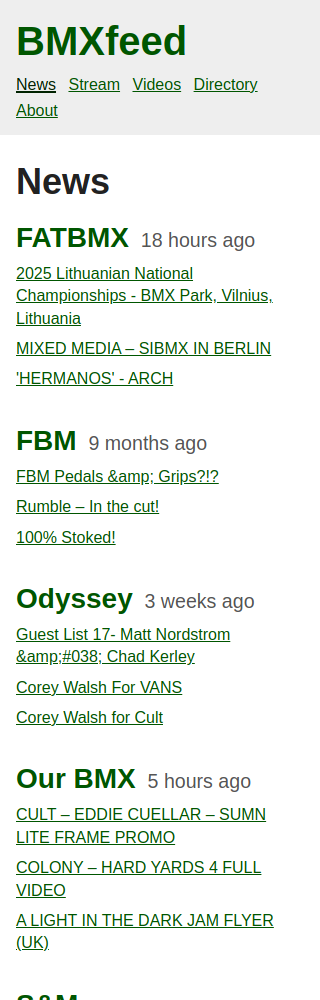 BMXfeed
News Stream Videos Directory
About
News
FATBMX 18 hours ago
2025 Lithuanian National
Championships - BMX Park, Vilnius,
Lithuania
MIXED MEDIA – SIBMX IN BERLIN
'HERMANOS' - ARCH
FBM 9 months ago
FBM Pedals &amp; Grips?!?
Rumble – In the cut!
100% Stoked!
Odyssey 3 weeks ago
Guest List 17- Matt Nordstrom
&amp;#038; Chad Kerley
Corey Walsh For VANS
Corey Walsh for Cult
Our BMX 5 hours ago
CULT – EDDIE CUELLAR – SUMN
LITE FRAME PROMO
COLONY – HARD YARDS 4 FULL
VIDEO
A LIGHT IN THE DARK JAM FLYER
(UK)
S&M